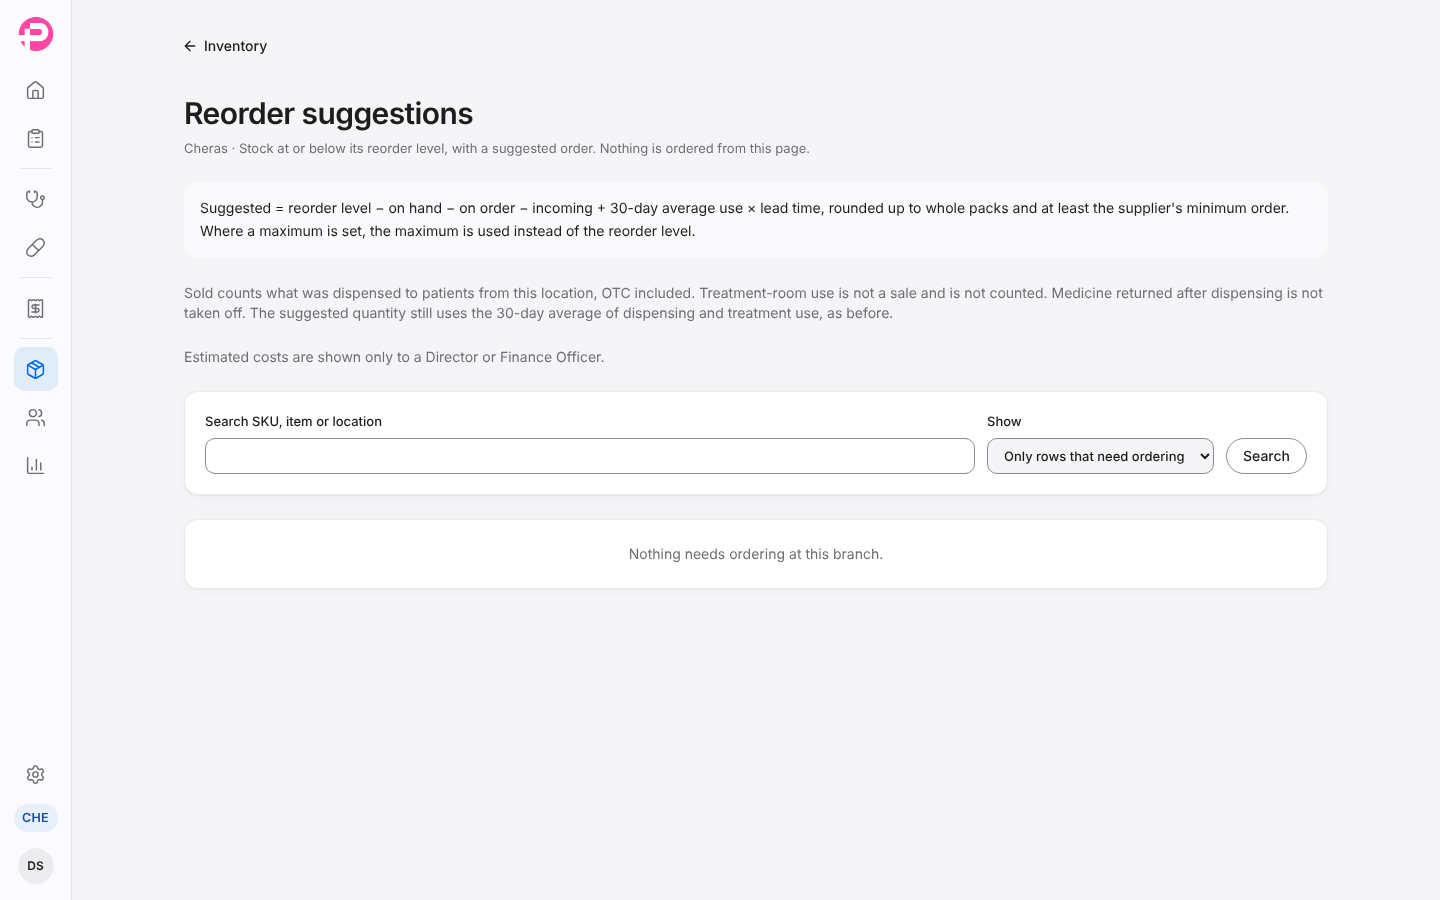 Inventory
Reorder suggestions
Cheras · Stock at or below its reorder level, with a suggested order. Nothing is ordered from this page.
Suggested = reorder level − on hand − on order − incoming + 30-day average use × lead time, rounded up to whole packs and at least the supplier's minimum order.
Where a maximum is set, the maximum is used instead of the reorder level.
Sold counts what was dispensed to patients from this location, OTC included. Treatment-room use is not a sale and is not counted. Medicine returned after dispensing is not
taken off. The suggested quantity still uses the 30-day average of dispensing and treatment use, as before.
Estimated costs are shown only to a Director or Finance Officer.
Search SKU, item or location
Show
Only rows that need ordering
Search
Nothing needs ordering at this branch.
CHE
DS